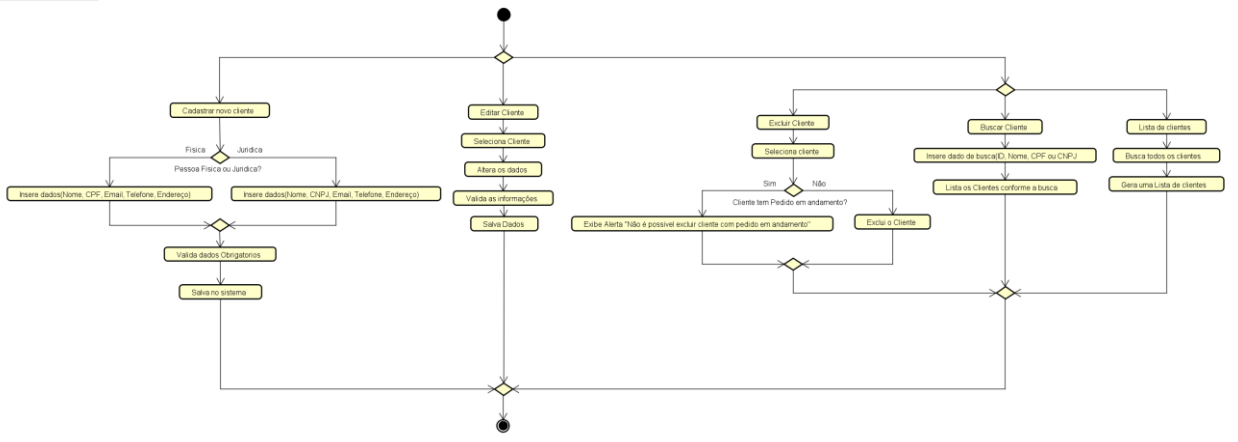 Cadastrar novo cliente
Fisica
Juridica
Pessoa Fisica ou Juridica?
Insere dados(Nome, CPF, Email, Telefone, Endereço)
Insere dados(Nome, CNPJ, Email, Telefone, Endereço)
Valida dados Obrigatorios
Salva no sistema
Editar Cliente
Seleciona Cliente
Altera os dados
Valida as informações
Salva Dados
Excluir Cliente
Seleciona cliente
Sim
Não
Cliente tem Pedido em andamento?
Exibe Alerta "Não é possivel excluir cliente com pedido em andamento"
Exclui o Cliente
Buscar Cliente
Insere dado de busca(ID, Nome, CPF ou CNPJ
Lista os Clientes conforme a busca
Lista de clientes
Busca todos os clientes
Gera uma Lista de clientes